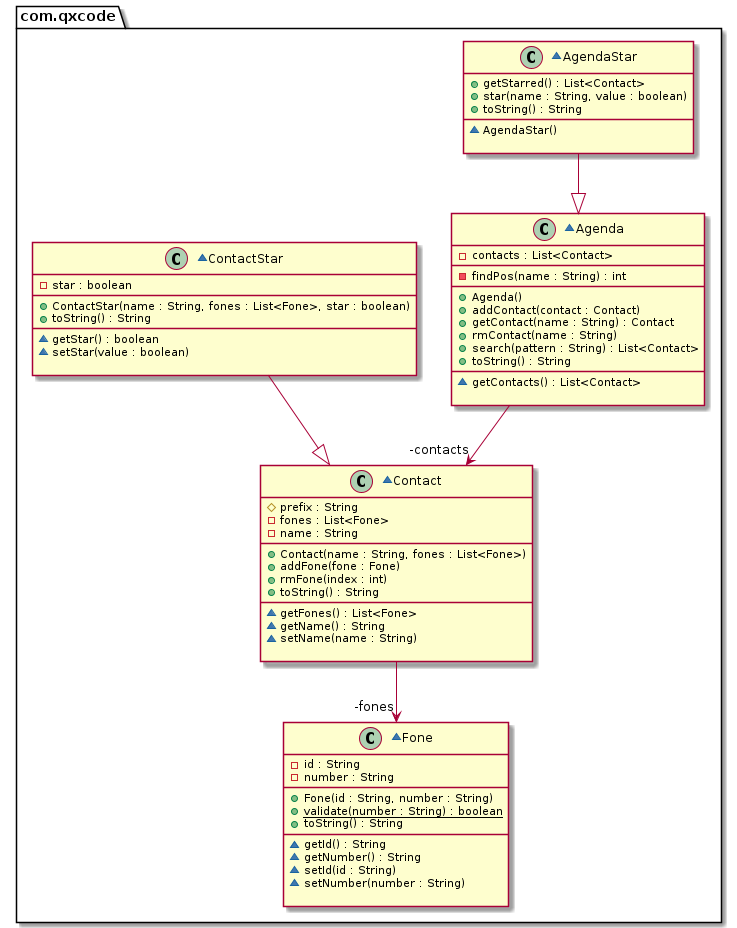 com.qxcode
C AgendaStar
getStarred() : List<Contact>
star(name : String, value : boolean)
toString() : String
AgendaStar()
C Agenda
contacts : List<Contact>
findPos(name : String) : int
Agenda()
addContact(contact : Contact)
getContact(name : String) : Contact
rmContact(name : String)
search(pattern : String) : List<Contact>
toString() : String
getContacts() : List<Contact>
C ContactStar
star : boolean
ContactStar(name : String, fones : List<Fone>, star : boolean)
toString() : String
getStar() : boolean
setStar(value : boolean)
-contacts
C Contact
prefix : String
fones : List<Fone>
name : String
Contact(name : String, fones : List<Fone>)
addFone(fone : Fone)
rmFone(index : int)
toString() : String
getFones() : List<Fone>
getName() : String
setName(name : String)
-fones
C Fone
id : String
number : String
Fone(id : String, number : String)
validate(number : String) : boolean
toString() : String
getId() : String
getNumber() : String
setId(id : String)
setNumber(number : String)